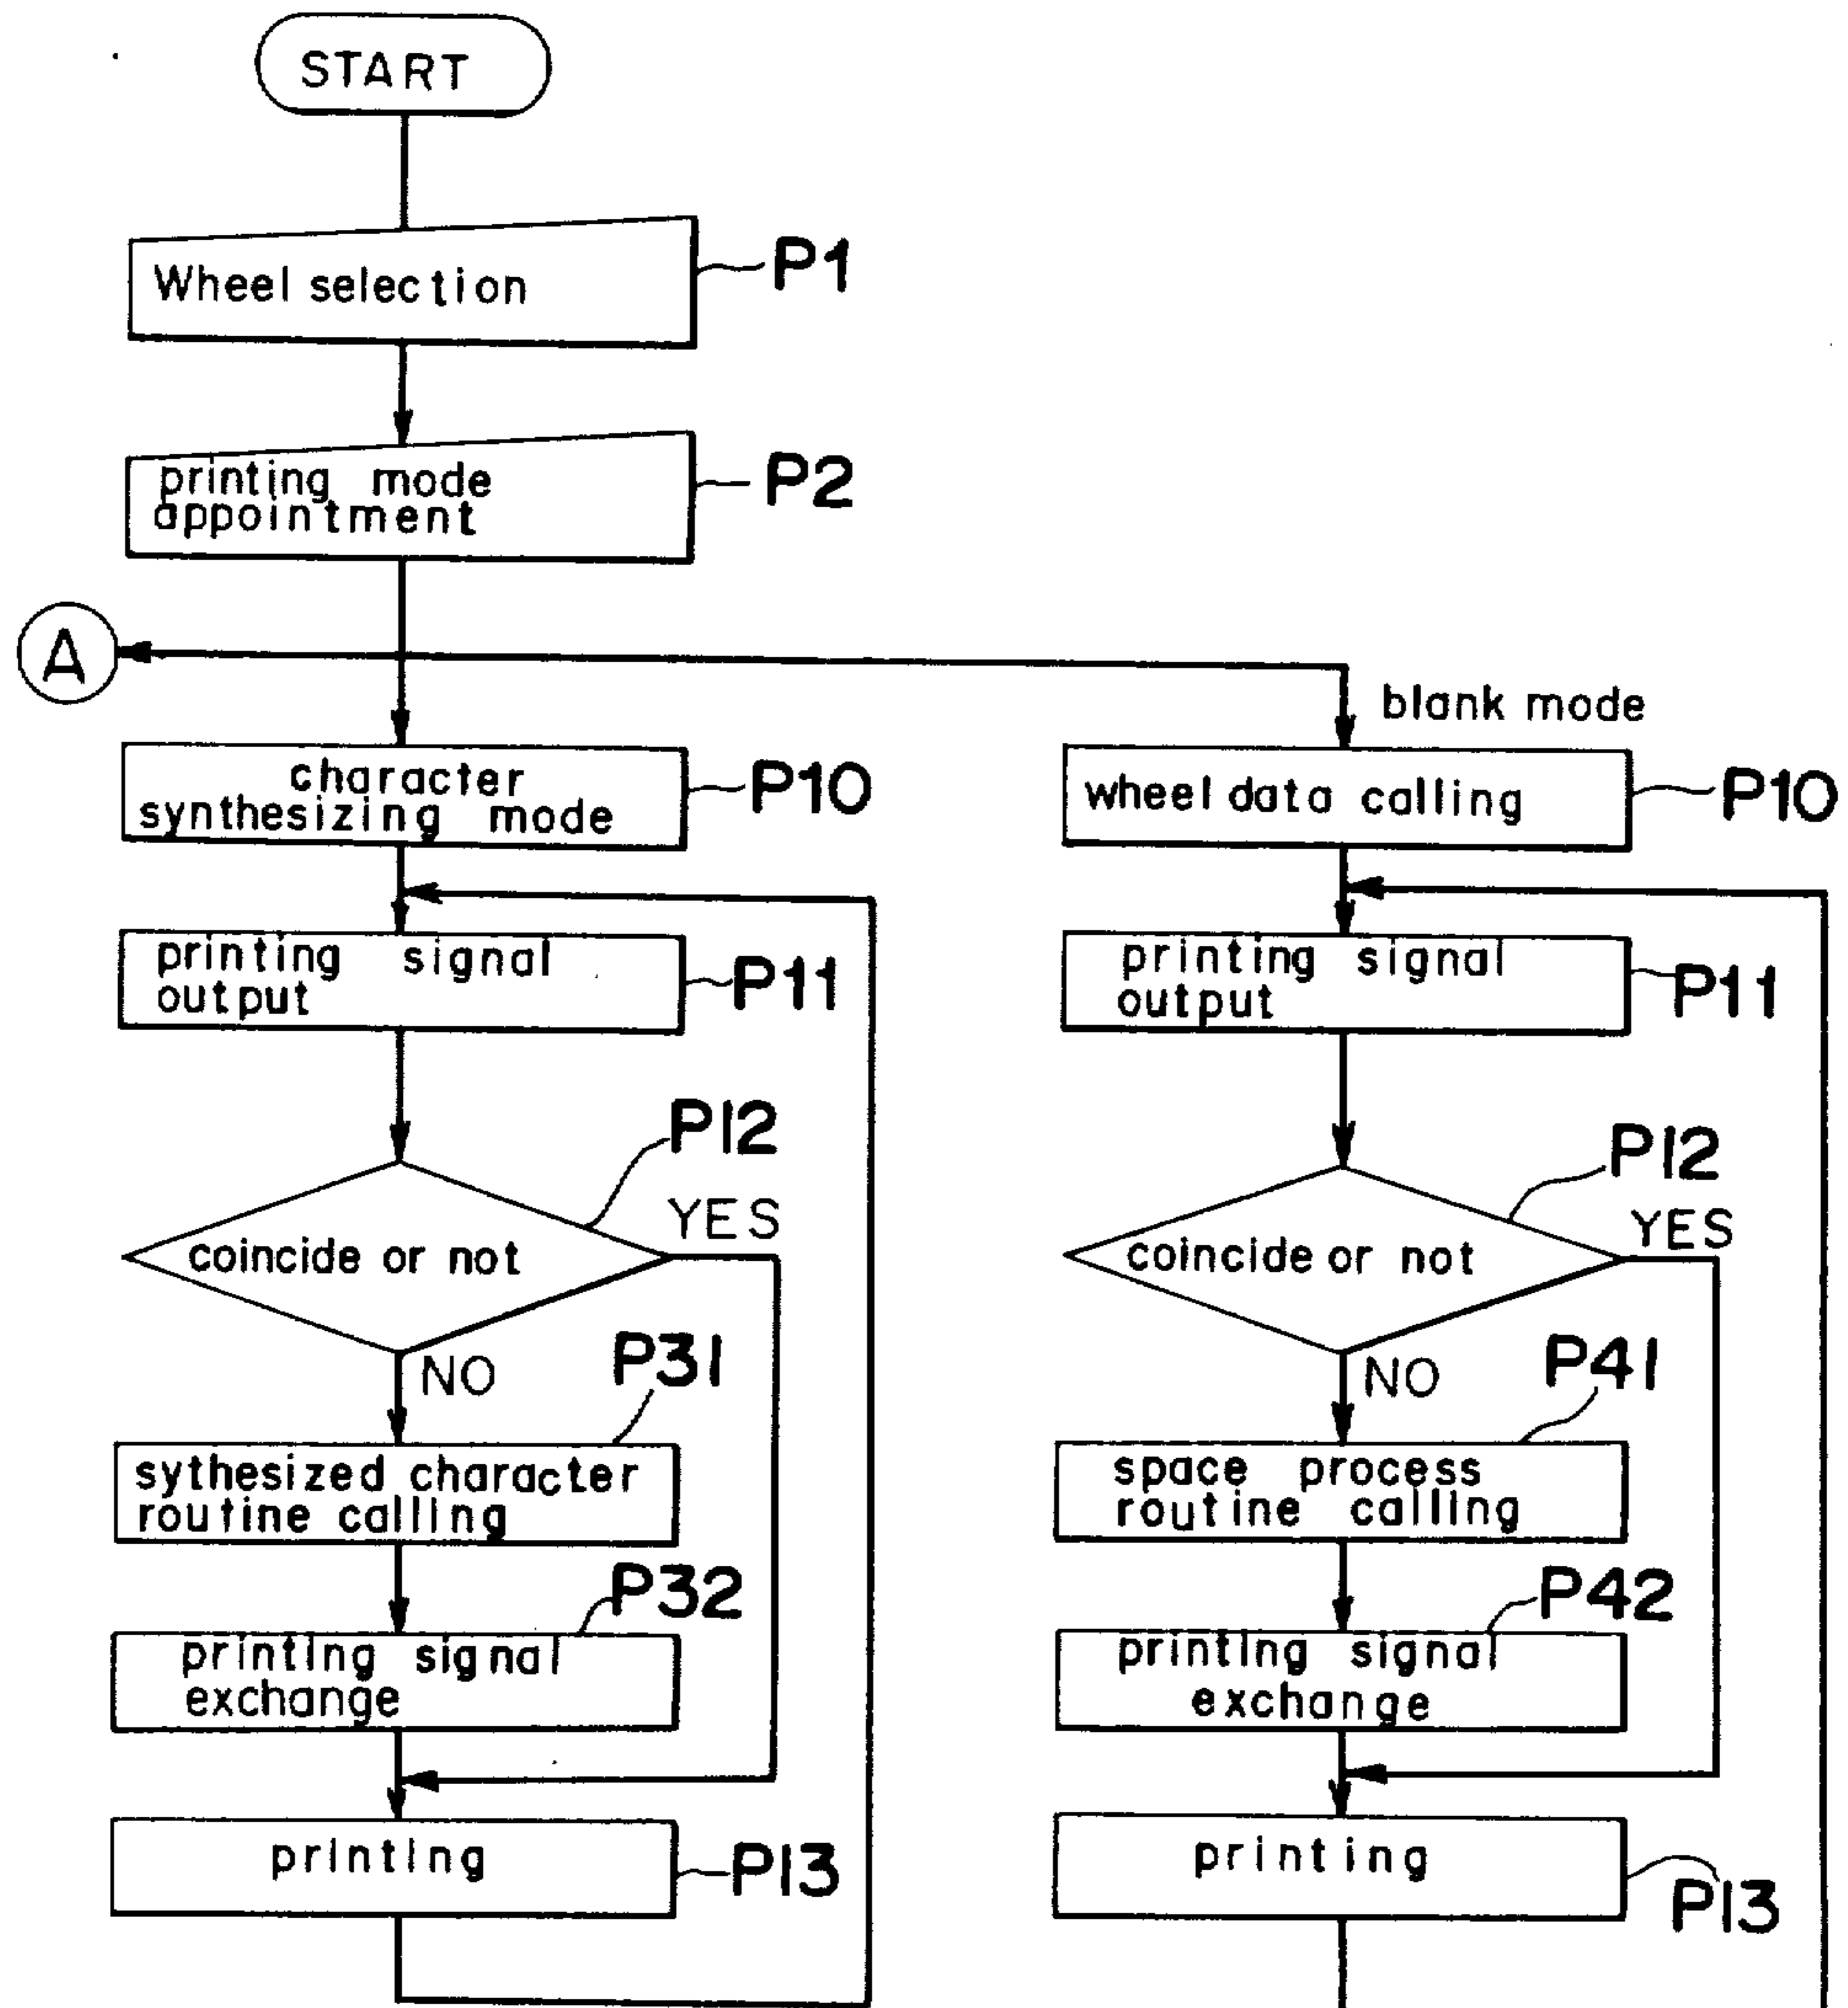 START
Wheel selection
P1
printing mode
appointment
P2
A
character
synthesizing mode
P10
printing signal
output
P11
P12
coincide or not
YES
NO
P31
sythesized character
routine calling
P32
printing signal
exchange
printing
P13
blank mode
wheel data calling
P10
printing signal
output
P11
P12
coincide or not
YES
NO
P41
space process
routine calling
P42
printing signal
exchange
printing
P13